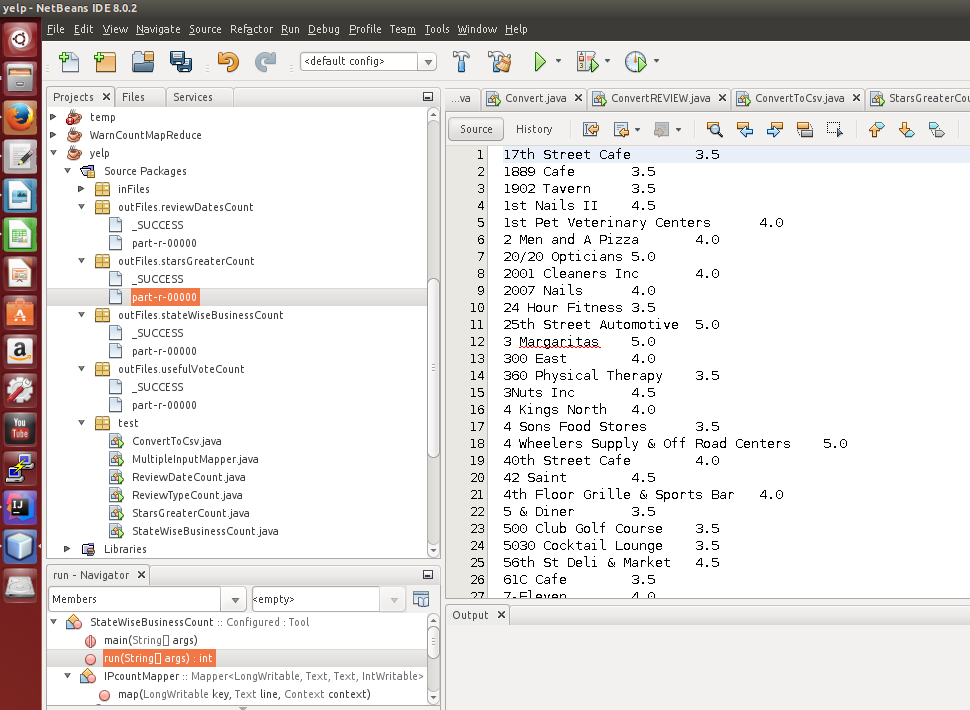 yelp - NetBeans IDE 8.0.2
File Edit View Navigate Source Refactor Run Debug Profile Team Tools Window Help
<default config>
Projects Files Services
temp
WarnCountMapReduce
yelp
Source Packages
inFiles
outFiles.reviewDatesCount
_SUCCESS
part-r-00000
outFiles.starsGreaterCount
_SUCCESS
part-r-00000
outFiles.stateWiseBusinessCount
_SUCCESS
part-r-00000
outFiles.usefulVoteCount
_SUCCESS
part-r-00000
test
ConvertToCsv.java
MultipleInputMapper.java
ReviewDateCount.java
ReviewTypeCount.java
StarsGreaterCount.java
StateWiseBusinessCount.java
Libraries
run - Navigator
Members <empty>
StateWiseBusinessCount :: Configured : Tool
main(String[] args)
run(String[] args) : int
IPcountMapper :: Mapper<LongWritable, Text, Text, IntWritable>
map(LongWritable key, Text line, Context context)
...va Convert.java ConvertREVIEW.java ConvertToCsv.java StarsGreaterCou
Source History
1 17th Street Cafe 3.5
2 1889 Cafe 3.5
3 1902 Tavern 3.5
4 1st Nails II 4.5
5 1st Pet Veterinary Centers 4.0
6 2 Men and A Pizza 4.0
7 20/20 Opticians 5.0
8 2001 Cleaners Inc 4.0
9 2007 Nails 4.0
10 24 Hour Fitness 3.5
11 25th Street Automotive 5.0
12 3 Margaritas 5.0
13 300 East 4.0
14 360 Physical Therapy 3.5
15 3Nuts Inc 4.5
16 4 Kings North 4.0
17 4 Sons Food Stores 3.5
18 4 Wheelers Supply & Off Road Centers 5.0
19 40th Street Cafe 4.0
20 42 Saint 4.5
21 4th Floor Grille & Sports Bar 4.0
22 5 & Diner 3.5
23 500 Club Golf Course 3.5
24 5030 Cocktail Lounge 3.5
25 56th St Deli & Market 4.5
26 61C Cafe 3.5
27 7-Eleven 4.0
Output
You
Tube